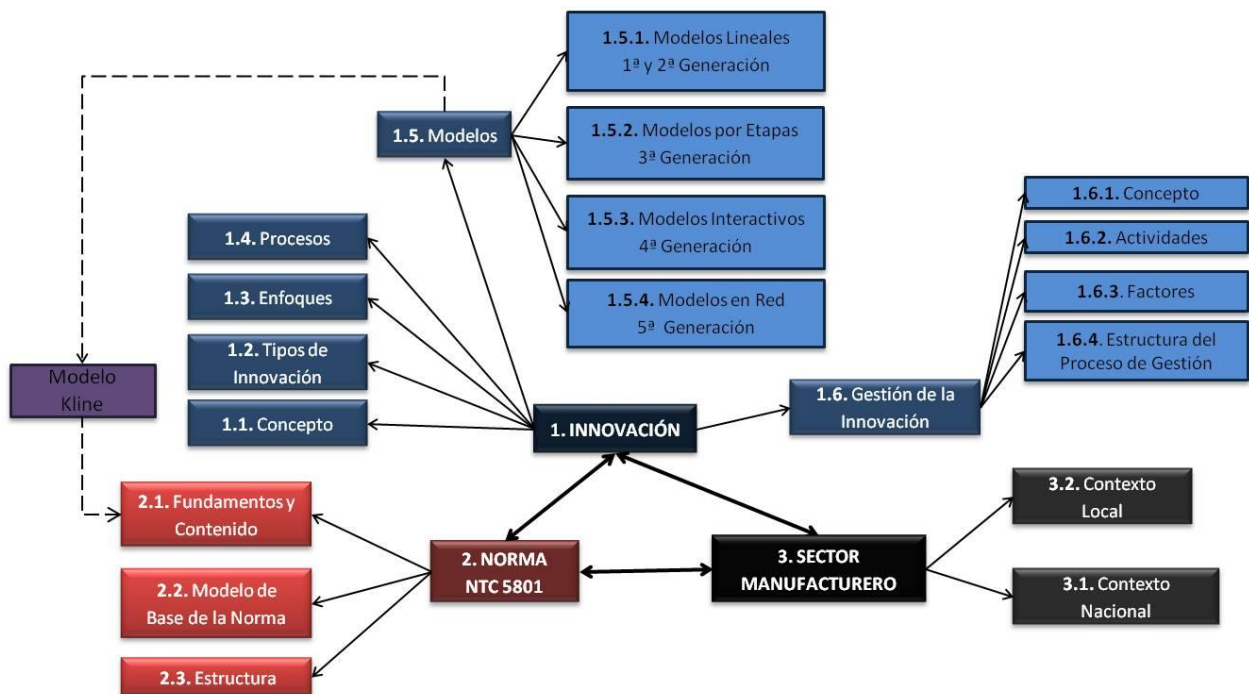 1.5.1. Modelos Lineales
1ª y 2ª Generación
1.5. Modelos
1.5.2. Modelos por Etapas
3ª Generación
1.5.3. Modelos Interactivos
4ª Generación
1.5.4. Modelos en Red
5ª Generación
1.6.1. Concepto
1.6.2. Actividades
1.6.3. Factores
1.6.4. Estructura del
Proceso de Gestión
1.4. Procesos
1.3. Enfoques
1.2. Tipos de
Innovación
1.1. Concepto
Modelo
Kline
1. INNOVACIÓN
1.6. Gestión de la
Innovación
2.1. Fundamentos y
Contenido
2.2. Modelo de
Base de la Norma
2.3. Estructura
2. NORMA
NTC 5801
3. SECTOR
MANUFACTURERO
3.2. Contexto
Local
3.1. Contexto
Nacional